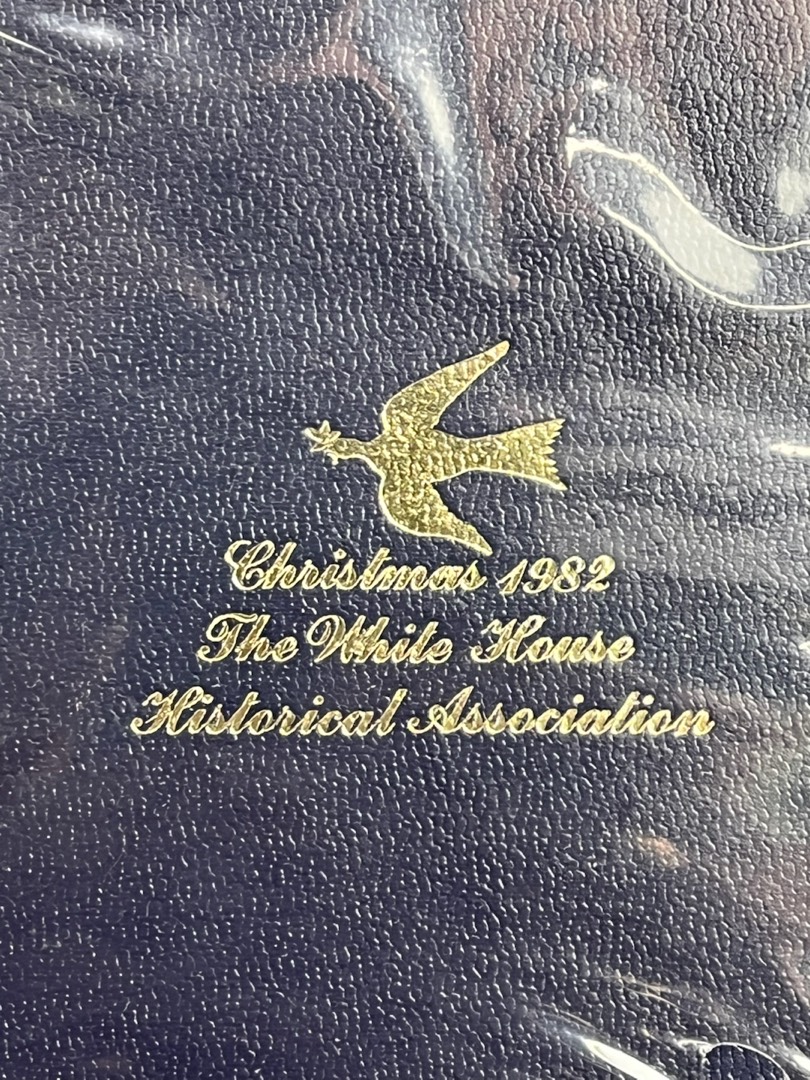 Christmas 1982
The White House
Historical Association